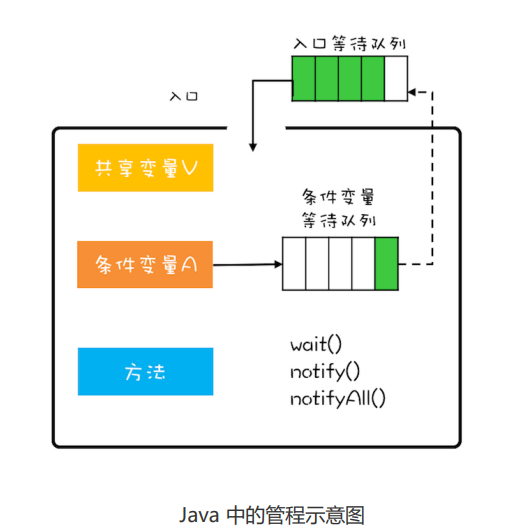 入口等待队列
入口
共享变量V
条件变量
等待队列
条件变量A
方法
wait()
notify()
notifyAll()
Java 中的管程示意图